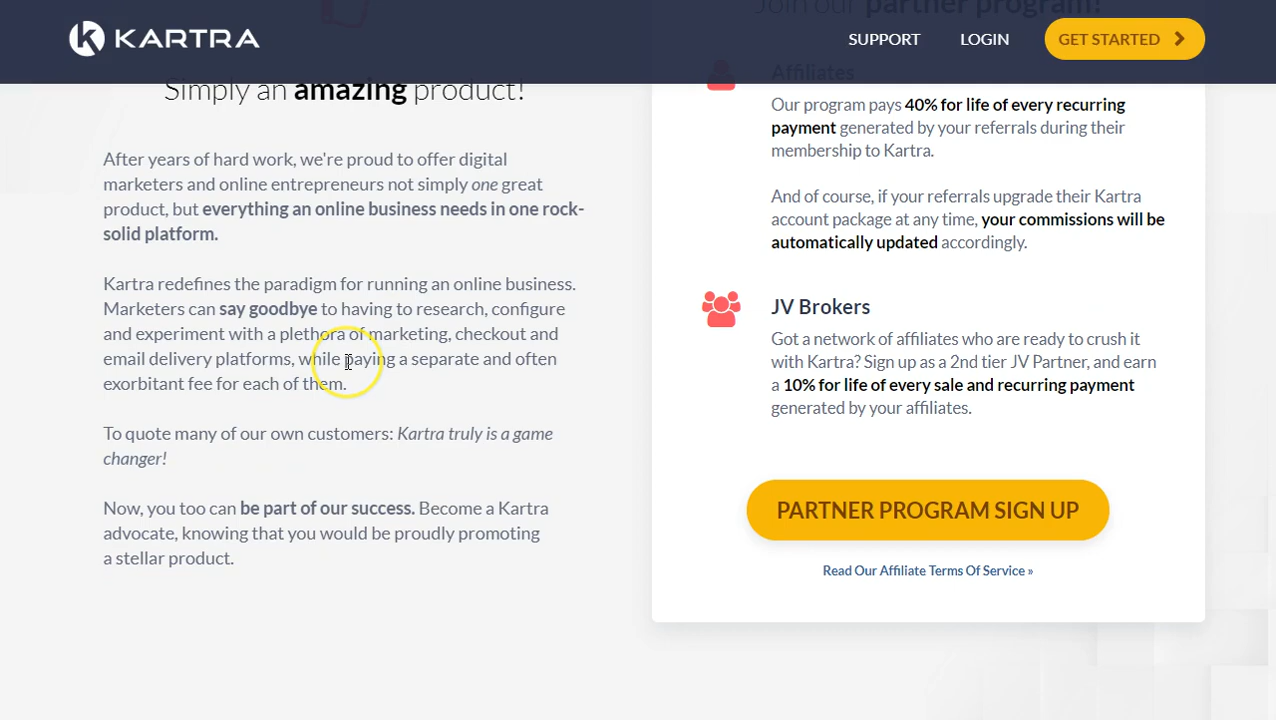 KARTRA
SUPPORT
LOGIN
GET STARTED
Simply an amazing product!
After years of hard work, we're proud to offer digital
marketers and online entrepreneurs not simply one great
product, but everything an online business needs in one rock-
solid platform.
Kartra redefines the paradigm for running an online business.
Marketers can say goodbye to having to research, configure
and experiment with a plethora of marketing, checkout and
email delivery platforms, while paying a separate and often
exorbitant fee for each of them.
To quote many of our own customers: Kartra truly is a game
changer!
Now, you too can be part of our success. Become a Kartra
advocate, knowing that you would be proudly promoting
a stellar product.
Join our partner program!
Affiliates
Our program pays 40% for life of every recurring
payment generated by your referrals during their
membership to Kartra.
And of course, if your referrals upgrade their Kartra
account package at any time, your commissions will be
automatically updated accordingly.
JV Brokers
Got a network of affiliates who are ready to crush it
with Kartra? Sign up as a 2nd tier JV Partner, and earn
a 10% for life of every sale and recurring payment
generated by your affiliates.
PARTNER PROGRAM SIGN UP
Read Our Affiliate Terms Of Service »